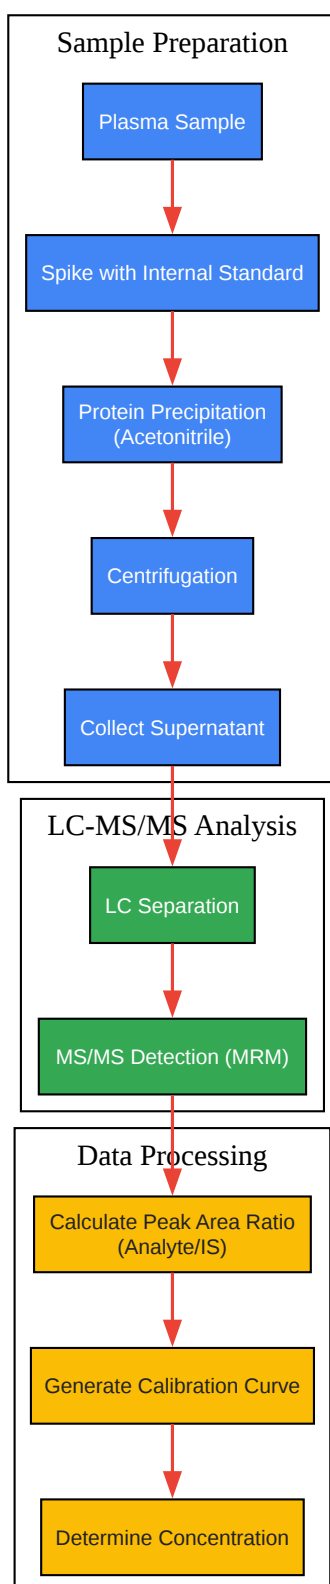 Sample Preparation
Plasma Sample
Spike with Internal Standard
Protein Precipitation
(Acetonitrile)
Centrifugation
Collect Supernatant
LC-MS/MS Analysis
LC Separation
MS/MS Detection (MRM)
Data Processing
Calculate Peak Area Ratio
(Analyte/IS)
Generate Calibration Curve
Determine Concentration